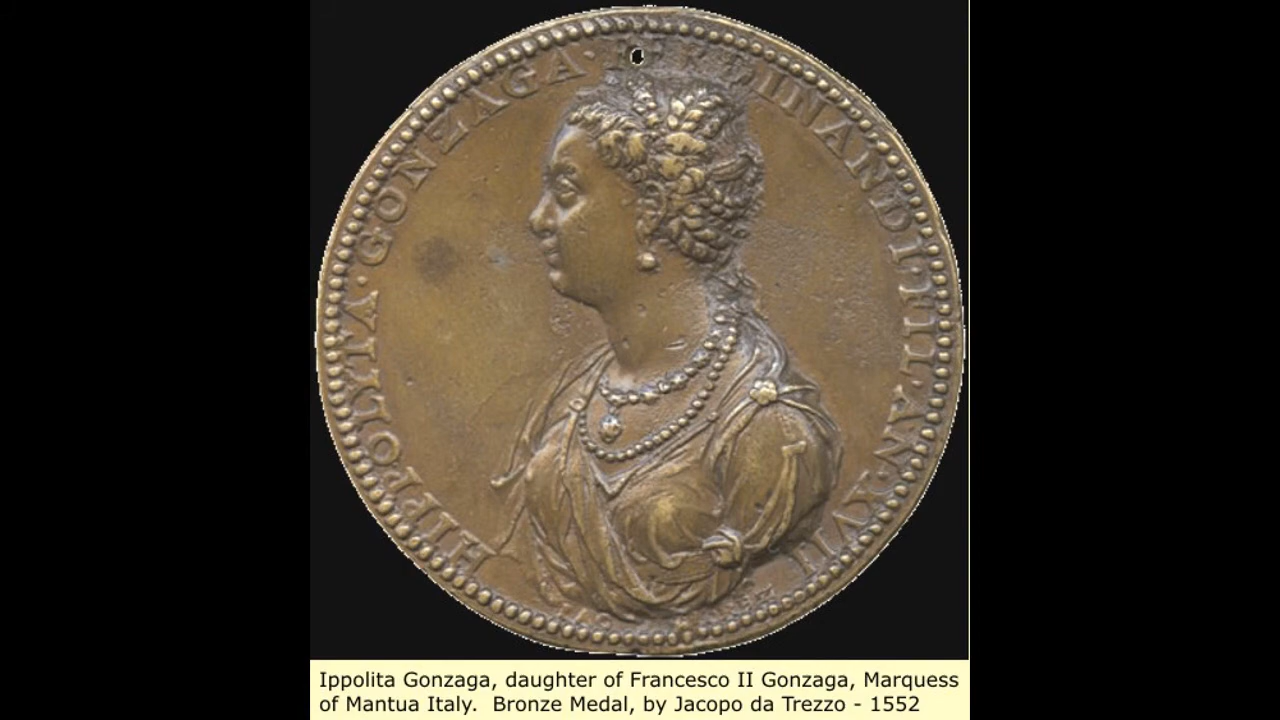 HIPPOLYTA · GONZAGA · FERDINANDI · FIL · AN · XVII
Ippolita Gonzaga, daughter of Francesco II Gonzaga, Marquess
of Mantua Italy.  Bronze Medal, by Jacopo da Trezzo - 1552